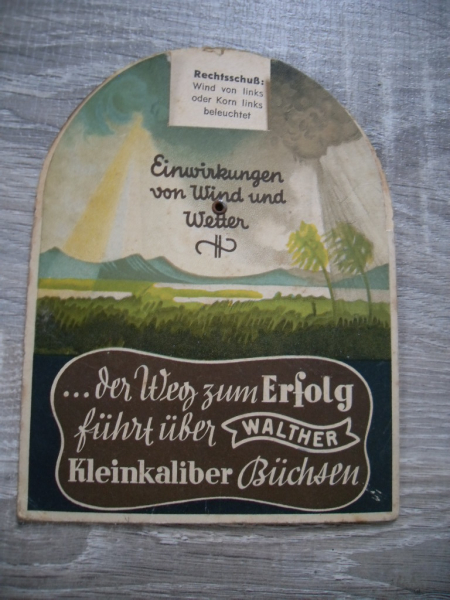 Rechtsschuß:
Wind von links
oder Korn links
beleuchtet
Einwirkungen
von Wind und
Wetter
...der Weg zum Erfolg
führt über WALTHER
Kleinkaliber Büchsen